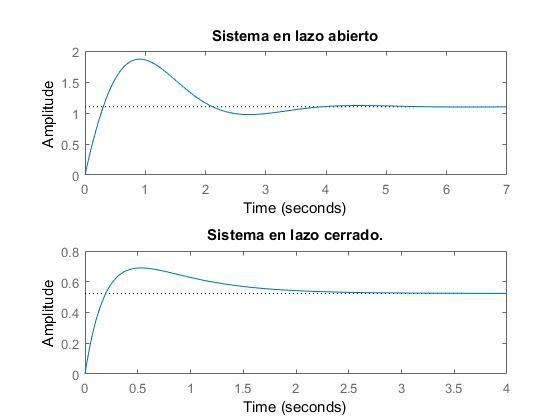 Sistema en lazo abierto
2
1.5
1
0.5
0
Amplitude
0 1 2 3 4 5 6 7
Time (seconds)
Sistema en lazo cerrado.
0.8
0.6
0.4
0.2
0
Amplitude
0 0.5 1 1.5 2 2.5 3 3.5 4
Time (seconds)